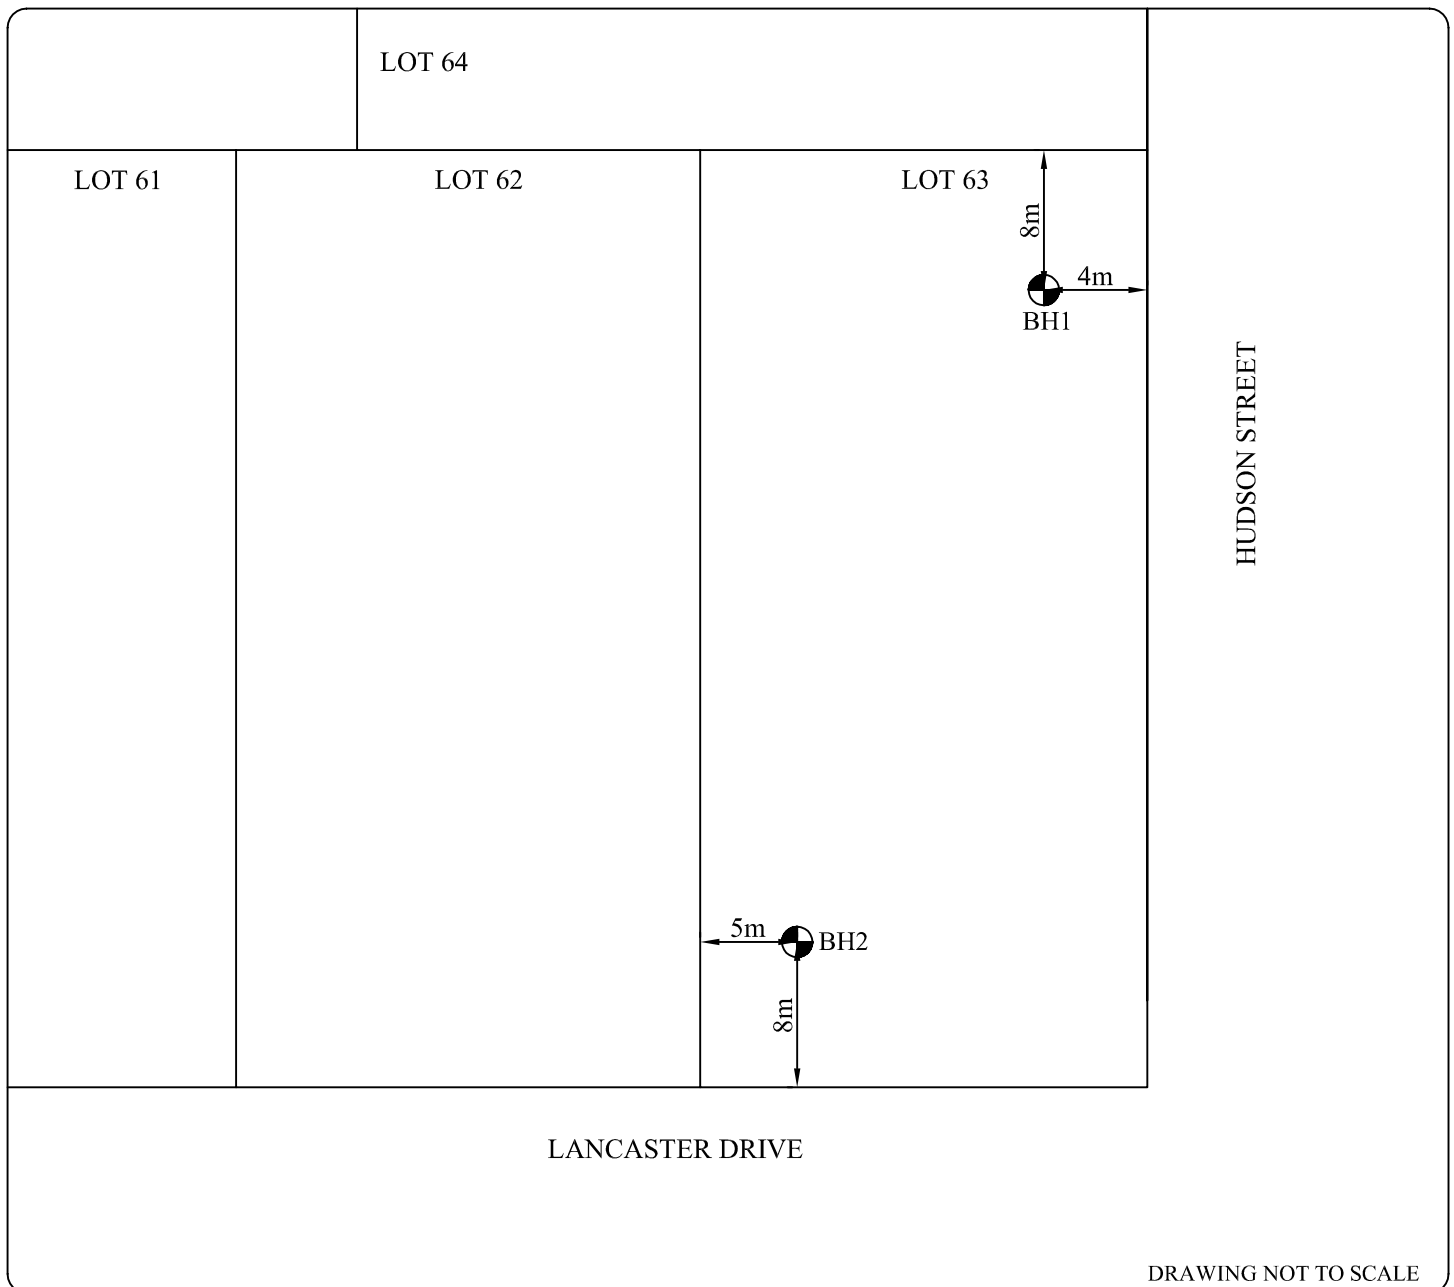 LOT 64
LOT 61
LOT 62
LOT 63
8m
4m
BH1
HUDSON STREET
5m
BH2
8m
LANCASTER DRIVE
DRAWING NOT TO SCALE